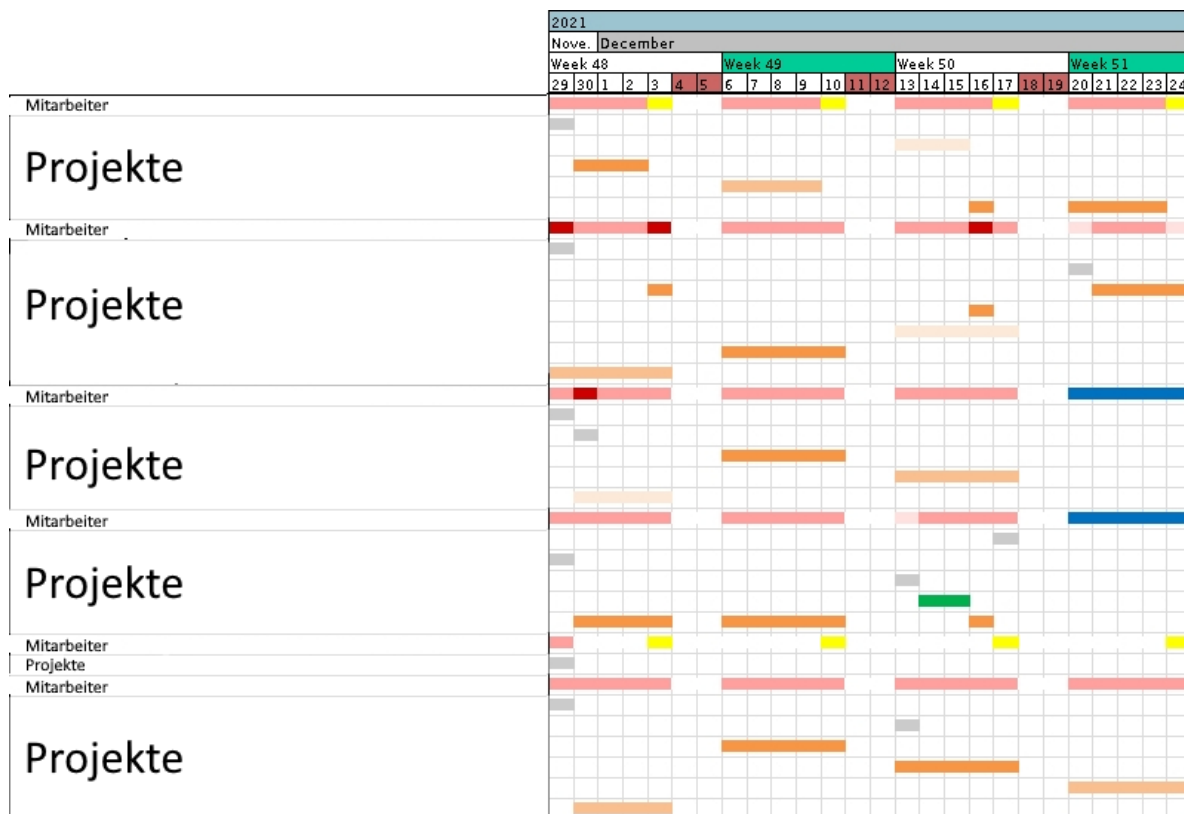 2021
Nove. December
Week 48 Week 49 Week 50 Week 51
29 30 1 2 3 4 5 6 7 8 9 10 11 12 13 14 15 16 17 18 19 20 21 22 23 24
Mitarbeiter
Projekte
Mitarbeiter
Projekte
Mitarbeiter
Projekte
Mitarbeiter
Projekte
Mitarbeiter
Projekte
Mitarbeiter
Projekte